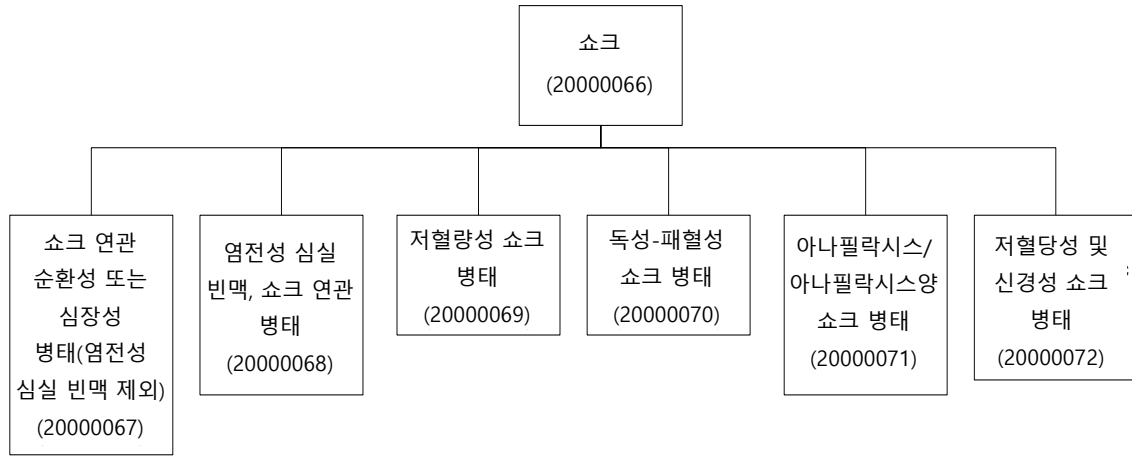 쇼크
(20000066)
쇼크 연관
순환성 또는
심장성
병태(염전성
심실 빈맥 제외)
(20000067)
염전성 심실
빈맥, 쇼크 연관
병태
(20000068)
저혈량성 쇼크
병태
(20000069)
독성-패혈성
쇼크 병태
(20000070)
아나필락시스/
아나필락시스양
쇼크 병태
(20000071)
저혈당성 및
신경성 쇼크
병태
(20000072)